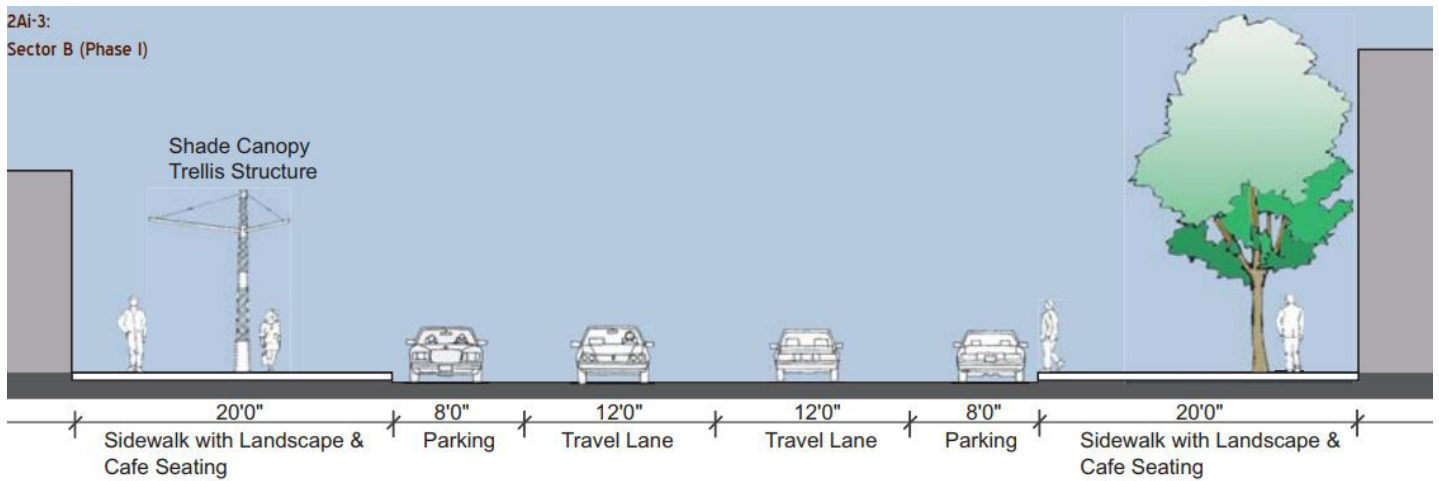 2Ai-3:
Sector B (Phase I)
Shade Canopy
Trellis Structure
20'0"
8'0"
12'0"
12'0"
8'0"
20'0"
Sidewalk with Landscape &
Cafe Seating
Parking
Travel Lane
Travel Lane
Parking
Sidewalk with Landscape &
Cafe Seating